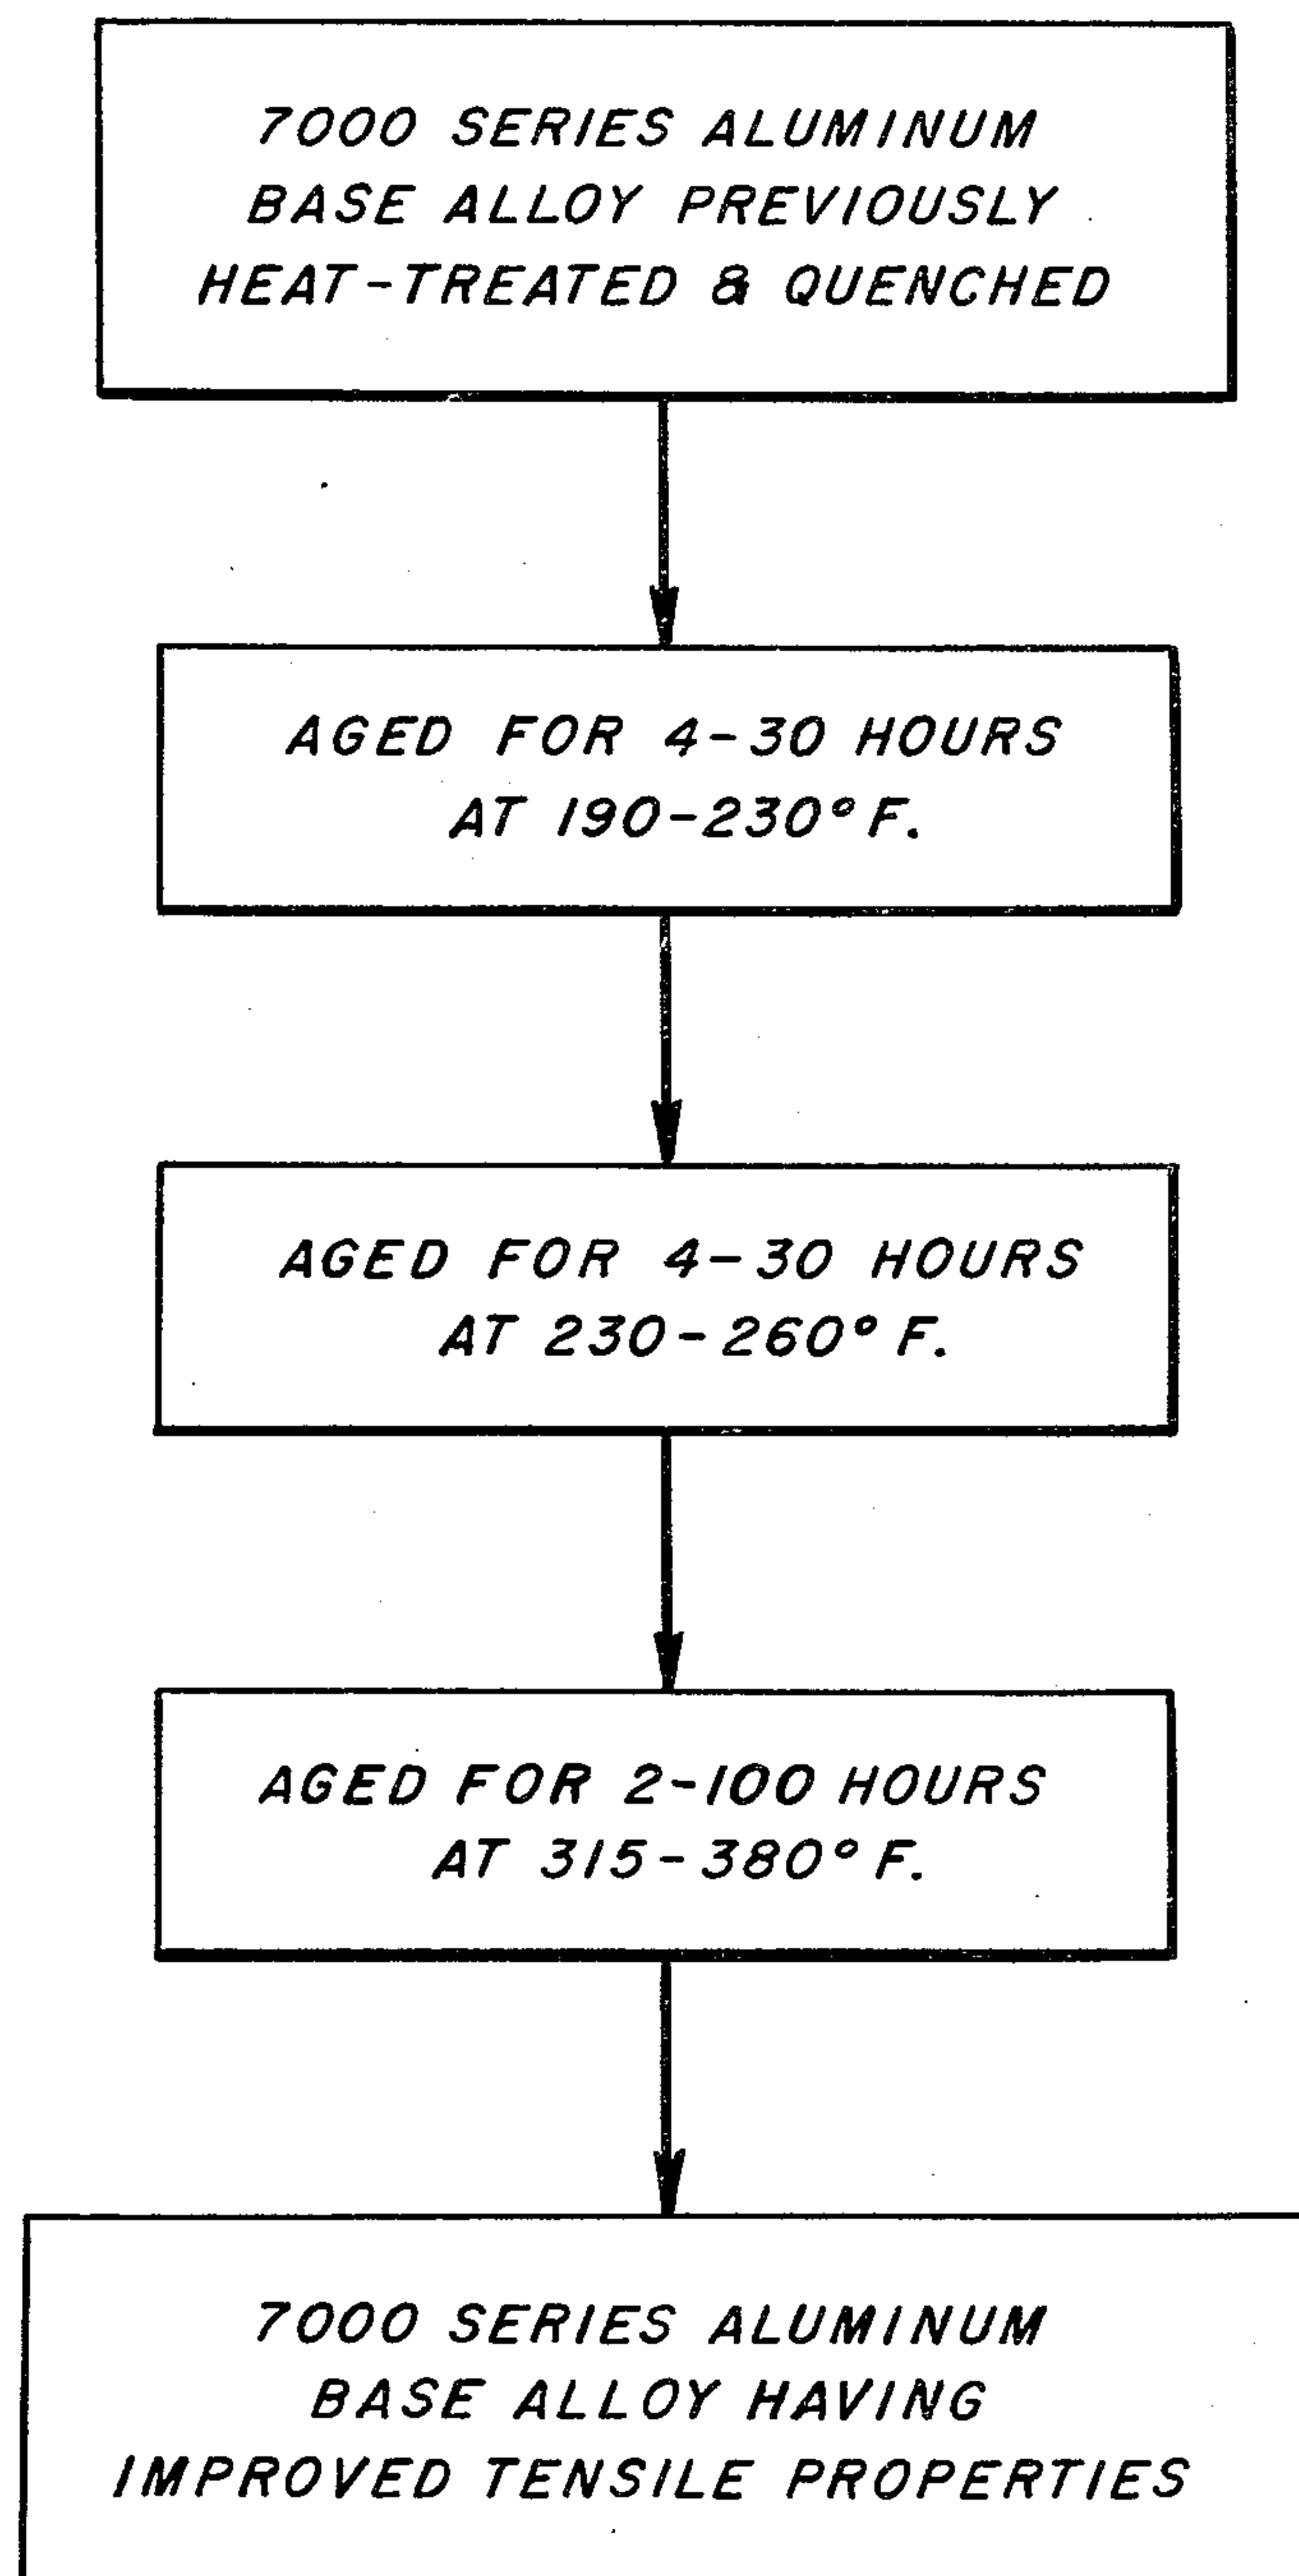 7000 SERIES ALUMINUM
BASE ALLOY PREVIOUSLY
HEAT-TREATED & QUENCHED
AGED FOR 4-30 HOURS
AT 190-230° F.
AGED FOR 4-30 HOURS
AT 230-260° F.
AGED FOR 2-100 HOURS
AT 315-380° F.
7000 SERIES ALUMINUM
BASE ALLOY HAVING
IMPROVED TENSILE PROPERTIES